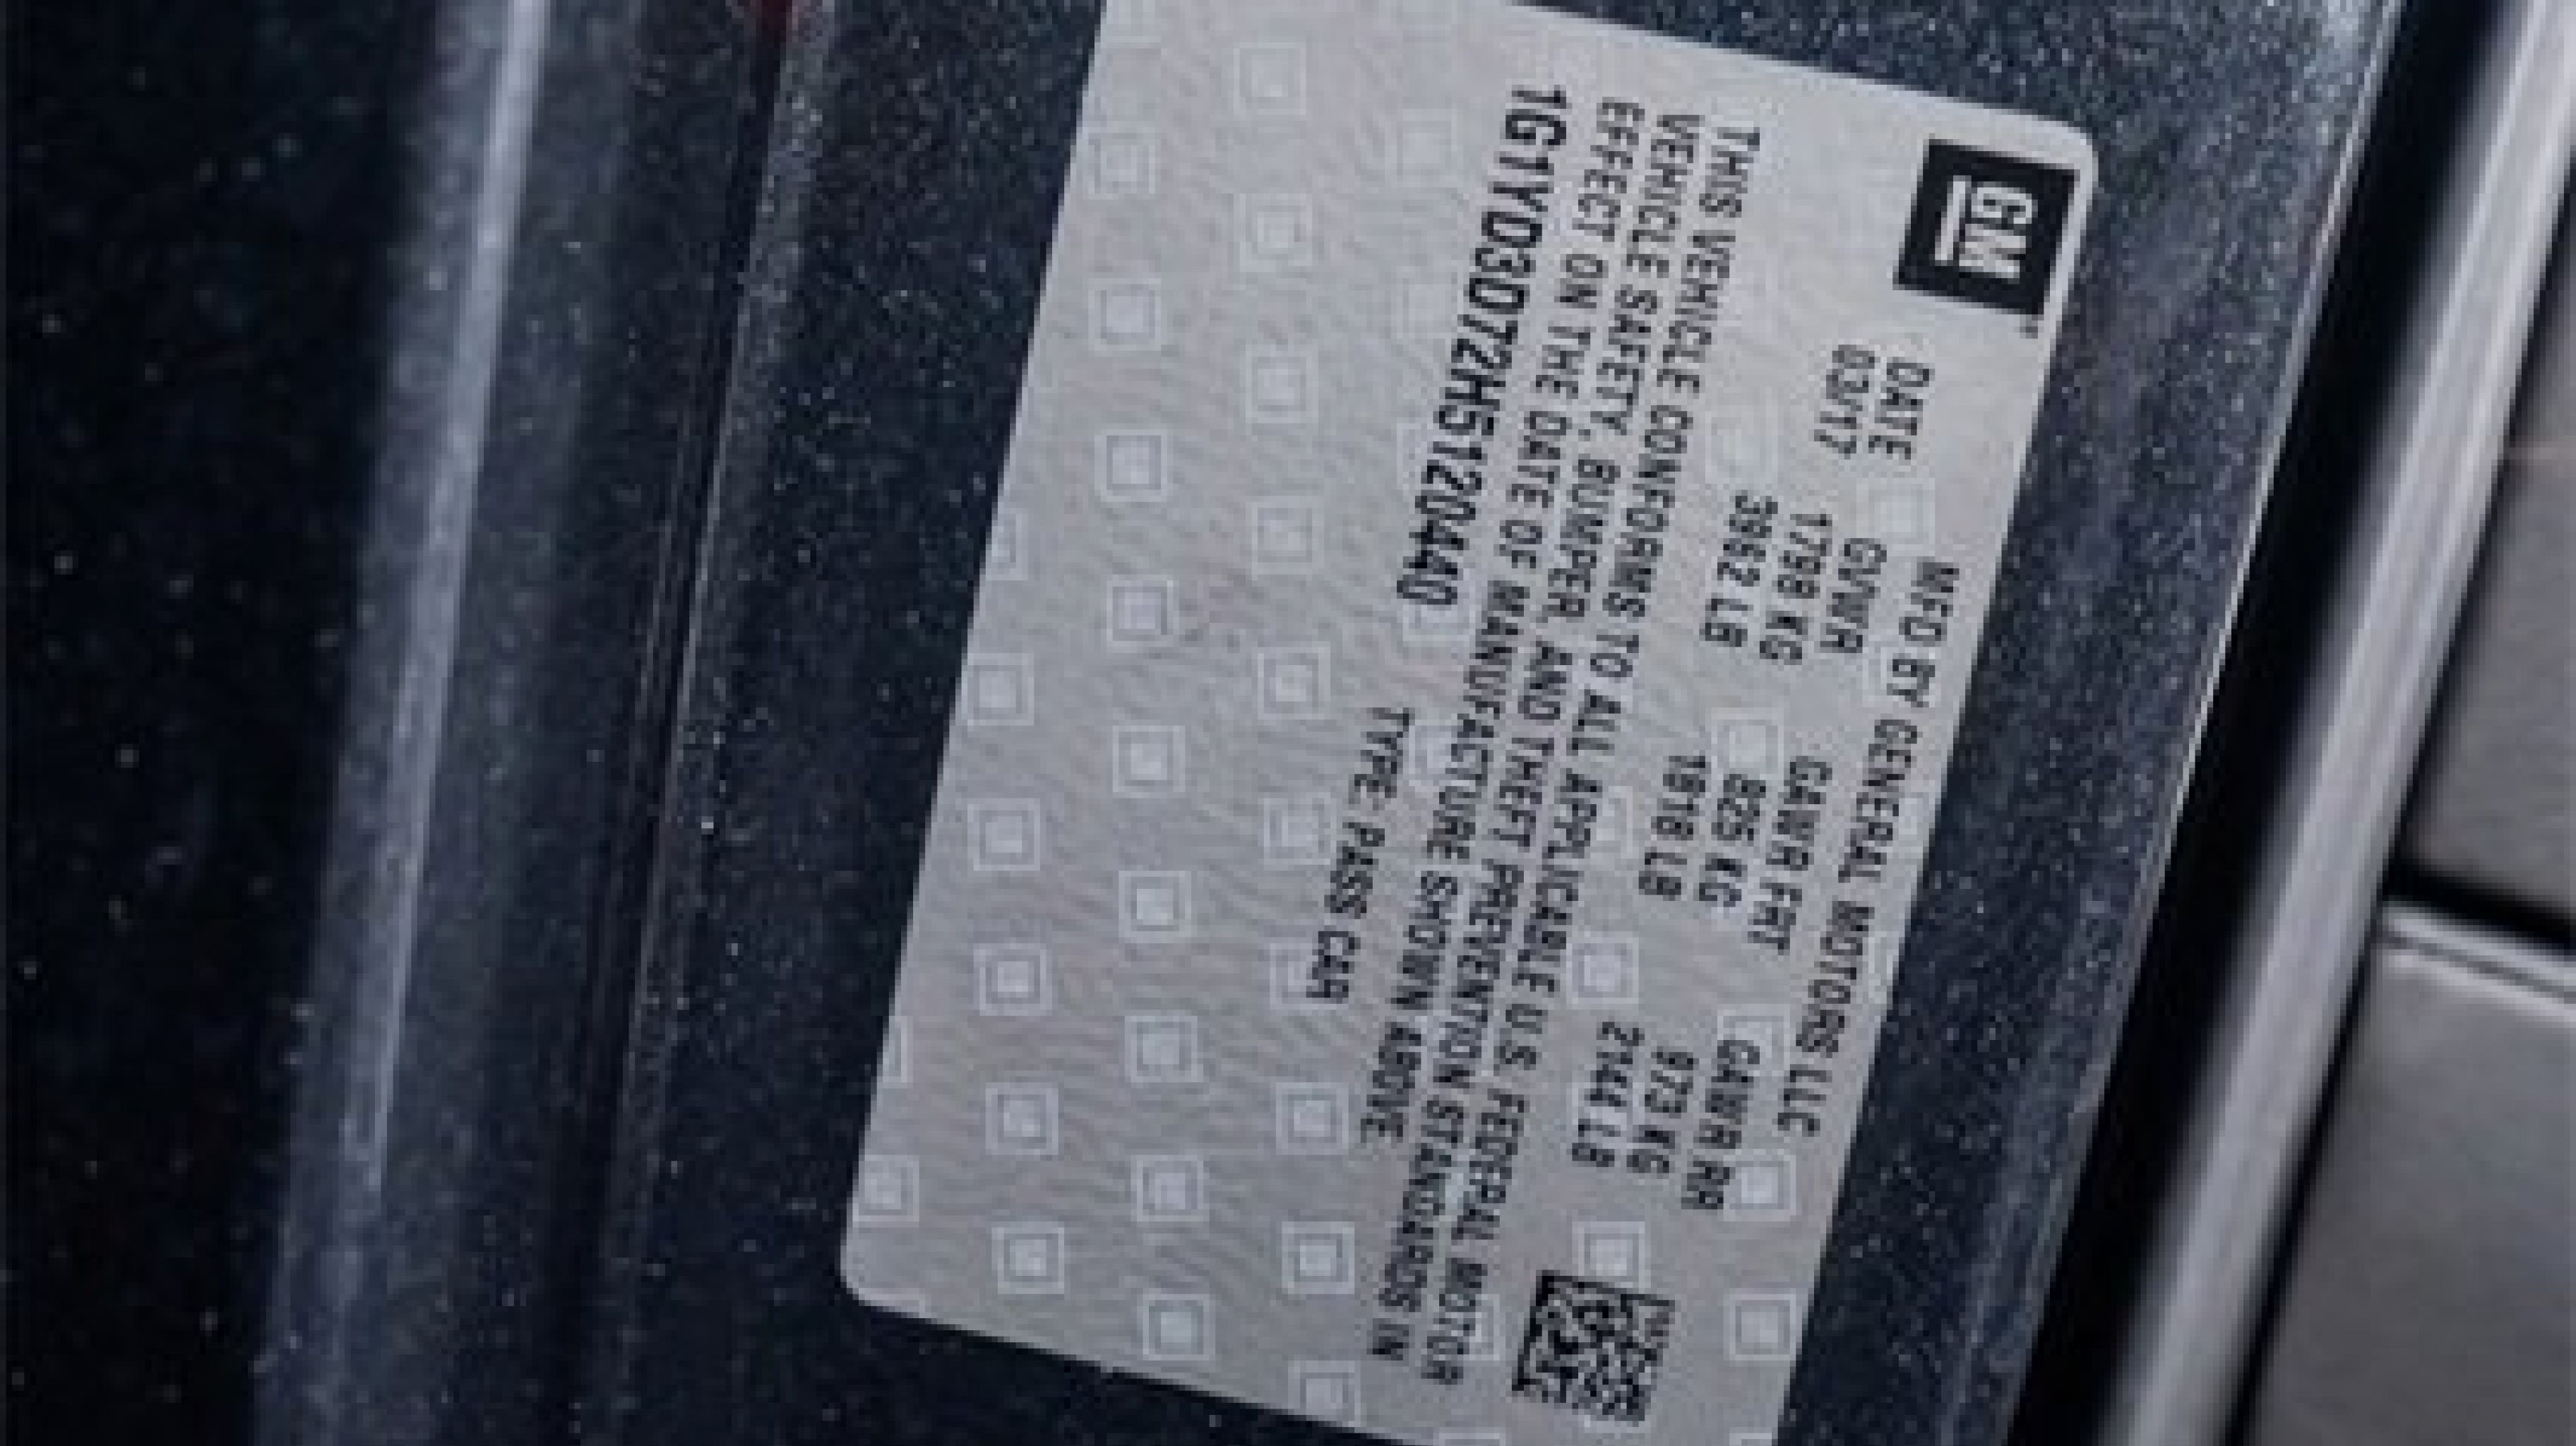 GM
MFD BY GENERAL MOTORS LLC
DATE GVWR GAWR FRT GAWR RR
03/17 1798 KG 825 KG 973 KG
3962 LB 1818 LB 2144 LB
THIS VEHICLE CONFORMS TO ALL APPLICABLE U.S. FEDERAL MOTOR
VEHICLE SAFETY, BUMPER, AND THEFT PREVENTION STANDARDS IN
EFFECT ON THE DATE OF MANUFACTURE SHOWN ABOVE.
1G1YD3D72H5120440 TYPE: PASS CAR